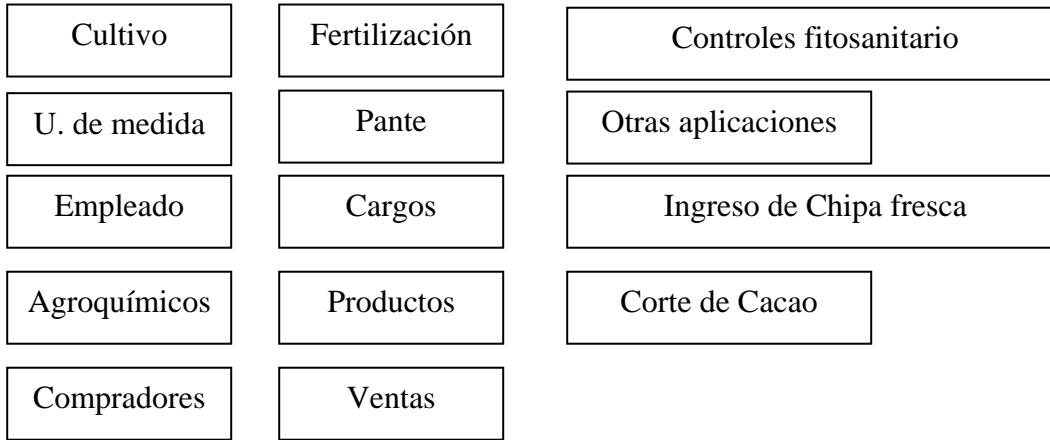 Cultivo
Fertilización
Controles fitosanitario
U. de medida
Pante
Otras aplicaciones
Empleado
Cargos
Ingreso de Chipa fresca
Agroquímicos
Productos
Corte de Cacao
Compradores
Ventas